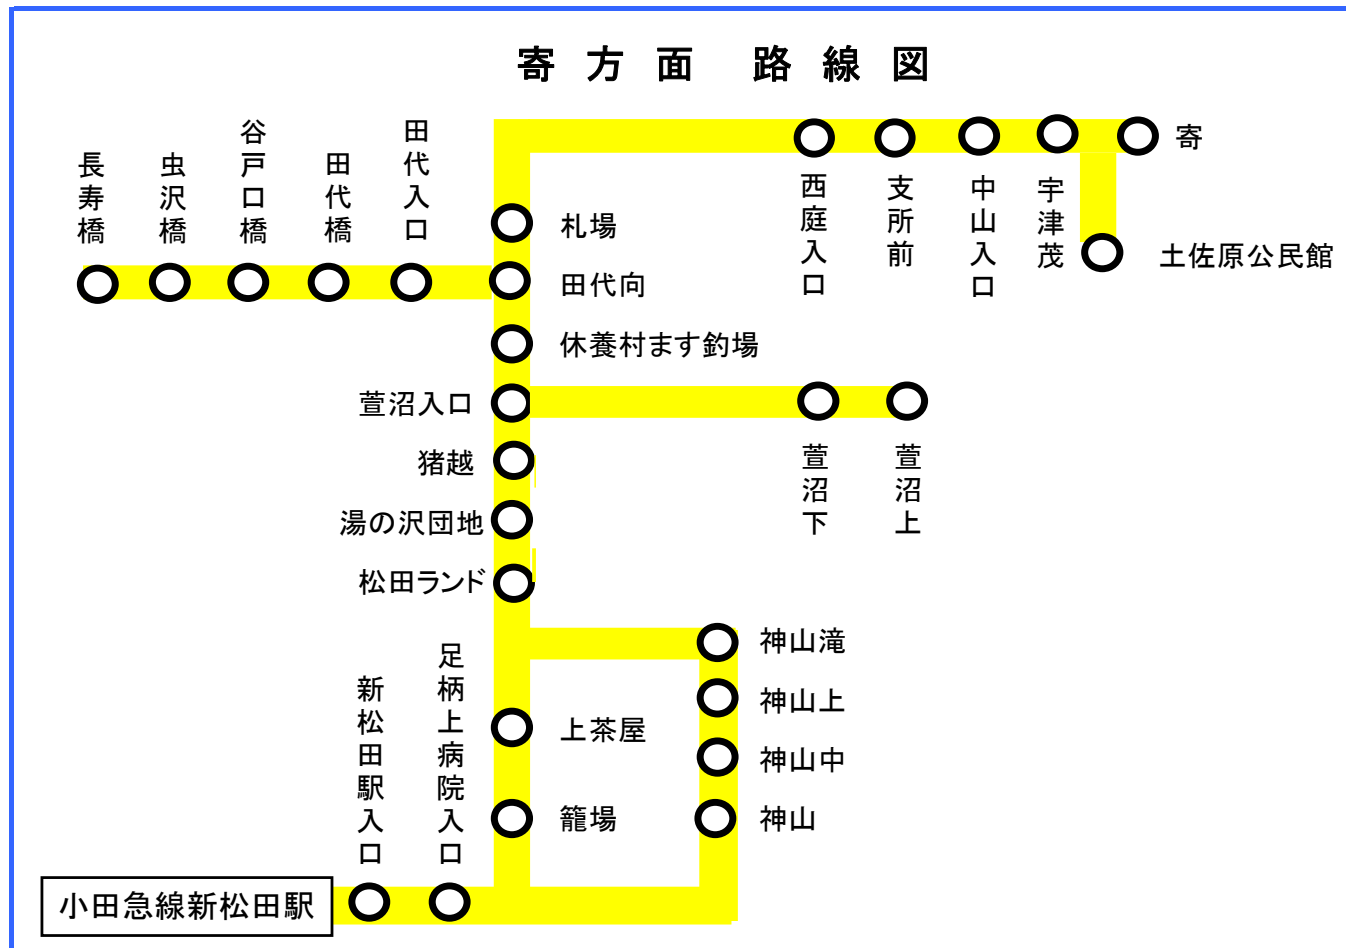 寄方面 路線図
長寿橋
虫沢橋
谷戸口橋
田代橋
田代入口
札場
田代向
休養村ます釣場
西庭入口
支所前
中山入口
宇津茂
寄
土佐原公民館
萱沼入口
猪越
湯の沢団地
松田ランド
萱沼下
萱沼上
神山滝
神山上
神山中
神山
上茶屋
籠場
新松田駅入口
足柄上病院入口
小田急線新松田駅